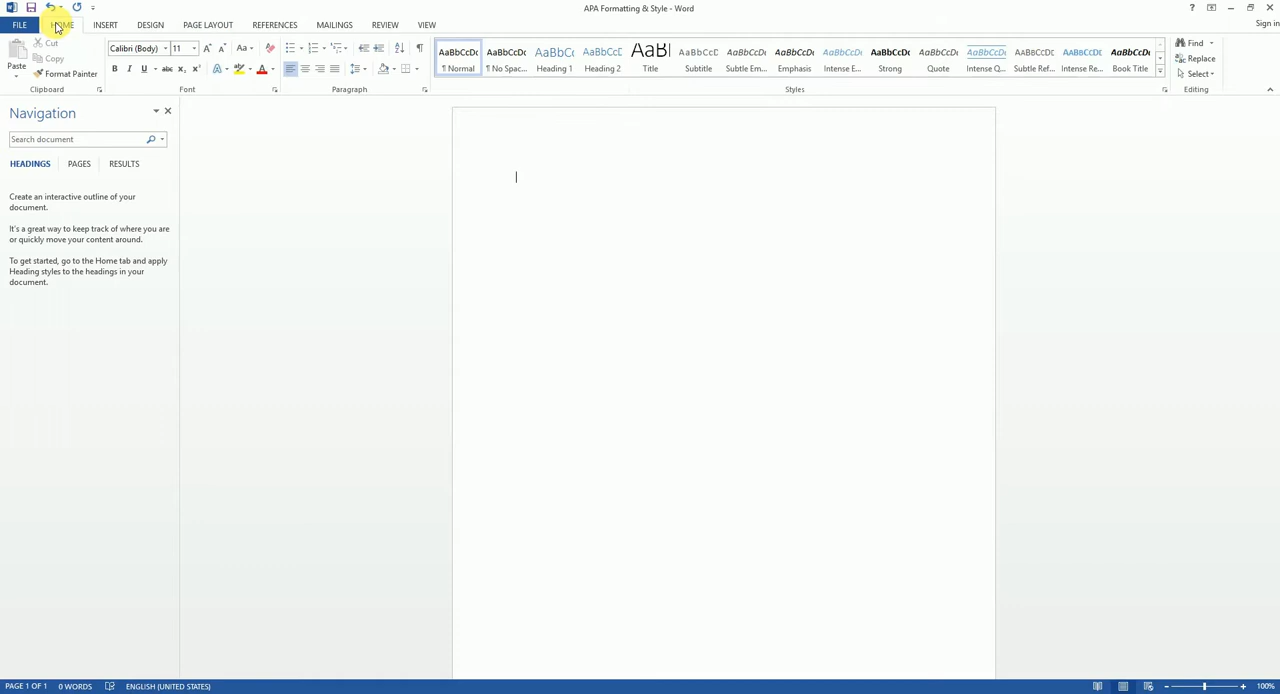 APA Formatting & Style - Word
Sign in
FILE HOME INSERT DESIGN PAGE LAYOUT REFERENCES MAILINGS REVIEW VIEW
Paste
Cut
Copy
Format Painter
Clipboard
Calibri (Body) 11
Font
Paragraph
AaBbCcDc AaBbCcDc AaBbCc AaBbCcD AaBl AaBbCcD AaBbCcDc AaBbCcDc AaBbCcDc AaBbCcDc AaBbCcDc AaBbCcDc AaBbCcDc AaBbCcDc AaBbCcDc
¶ Normal ¶ No Spac... Heading 1 Heading 2 Title Subtitle Subtle Em... Emphasis Intense E... Strong Quote Intense Q... Subtle Ref... Intense Re... Book Title
Styles
Find
Replace
Select
Editing
Navigation
Search document
HEADINGS PAGES RESULTS
Create an interactive outline of your
document.
It's a great way to keep track of where you are
or quickly move your content around.
To get started, go to the Home tab and apply
Heading styles to the headings in your
document.
PAGE 1 OF 1 0 WORDS ENGLISH (UNITED STATES) 100%